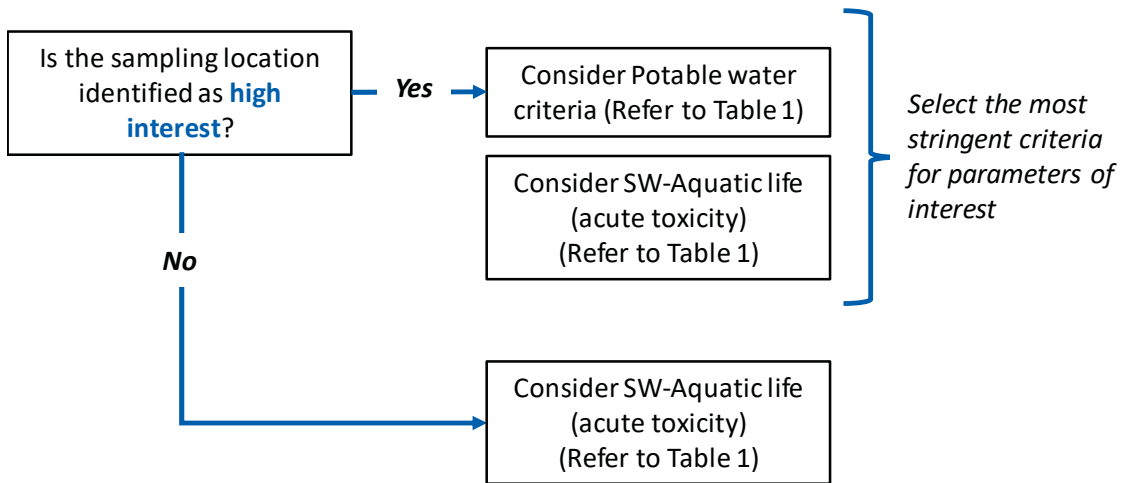 Is the sampling location
identified as high
interest?
Yes
Consider Potable water
criteria (Refer to Table 1)
Consider SW-Aquatic life
(acute toxicity)
(Refer to Table 1)
Select the most
stringent criteria
for parameters of
interest
No
Consider SW-Aquatic life
(acute toxicity)
(Refer to Table 1)